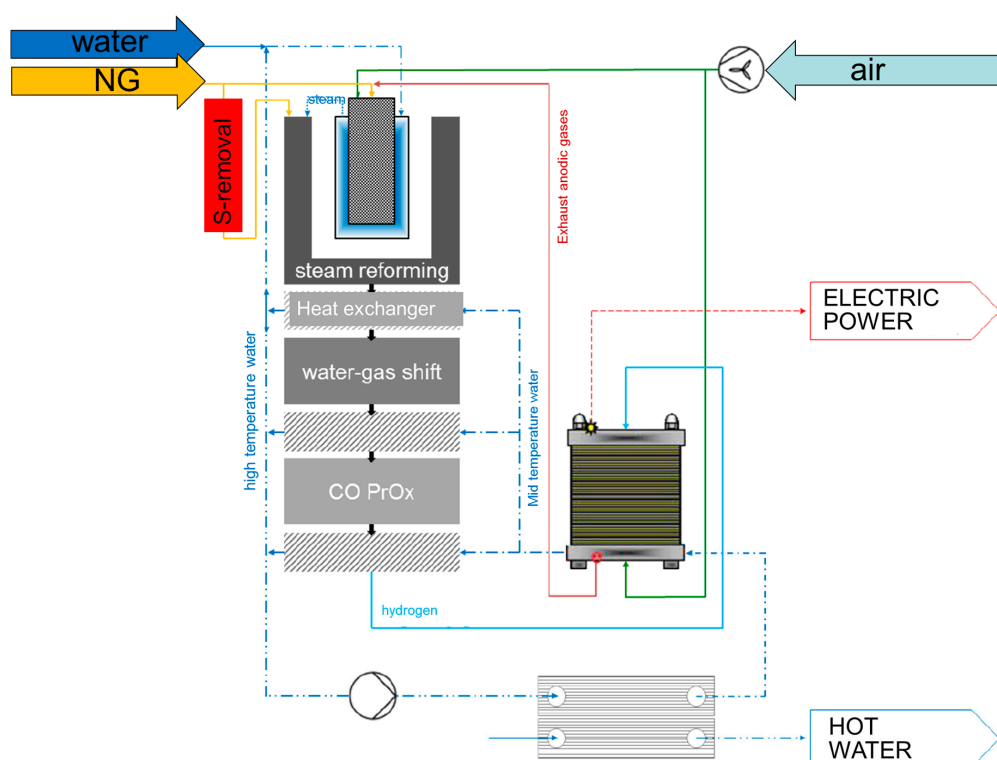 water
NG
air
steam
S-removal
Exhaust anodic gases
steam reforming
Heat exchanger
ELECTRIC
POWER
water-gas shift
high temperature water
Mid temperature water
CO PrOx
hydrogen
HOT
WATER